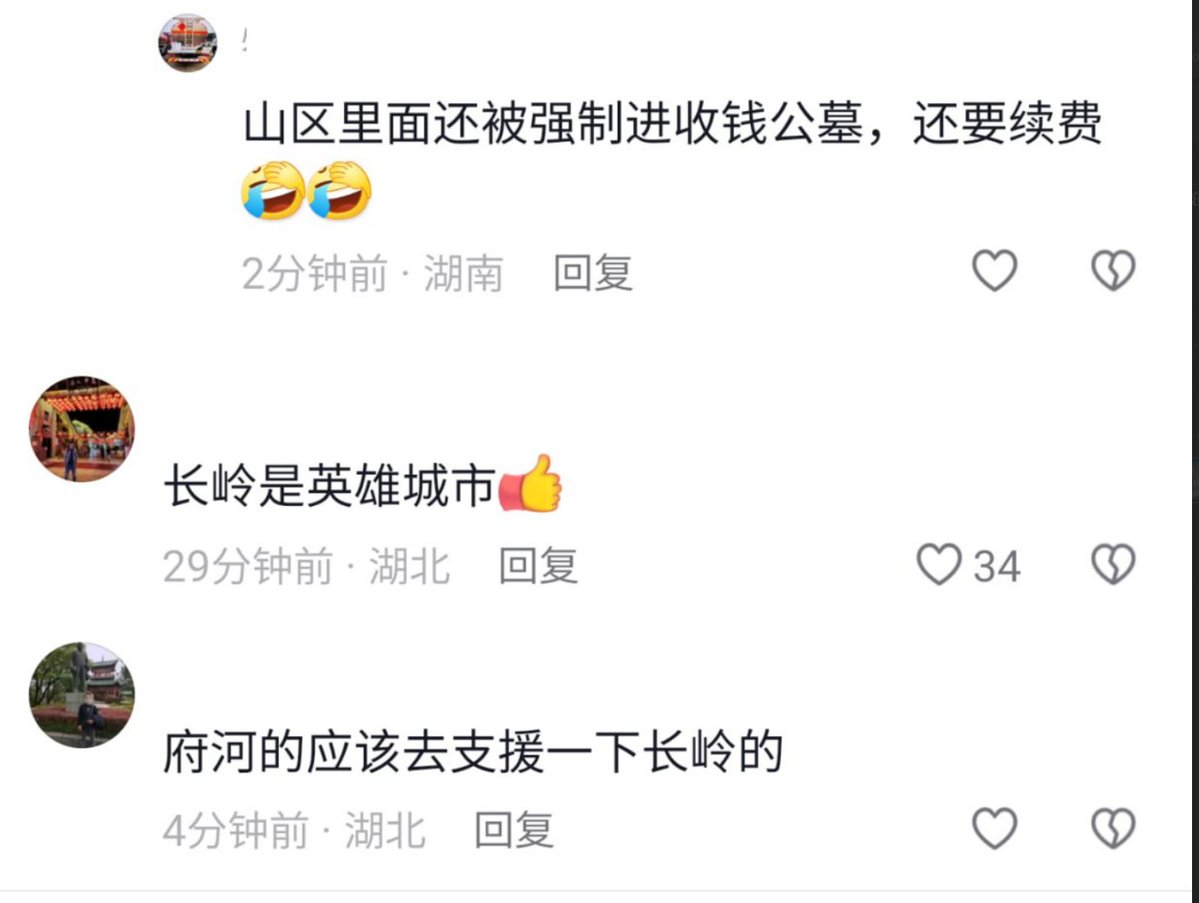 山区里面还被强制进收钱公墓，还要续费
🤣🤣
2分钟前 · 湖南 回复
长岭是英雄城市👍
29分钟前 · 湖北 回复 34
府河的应该去支援一下长岭的
4分钟前 · 湖北 回复